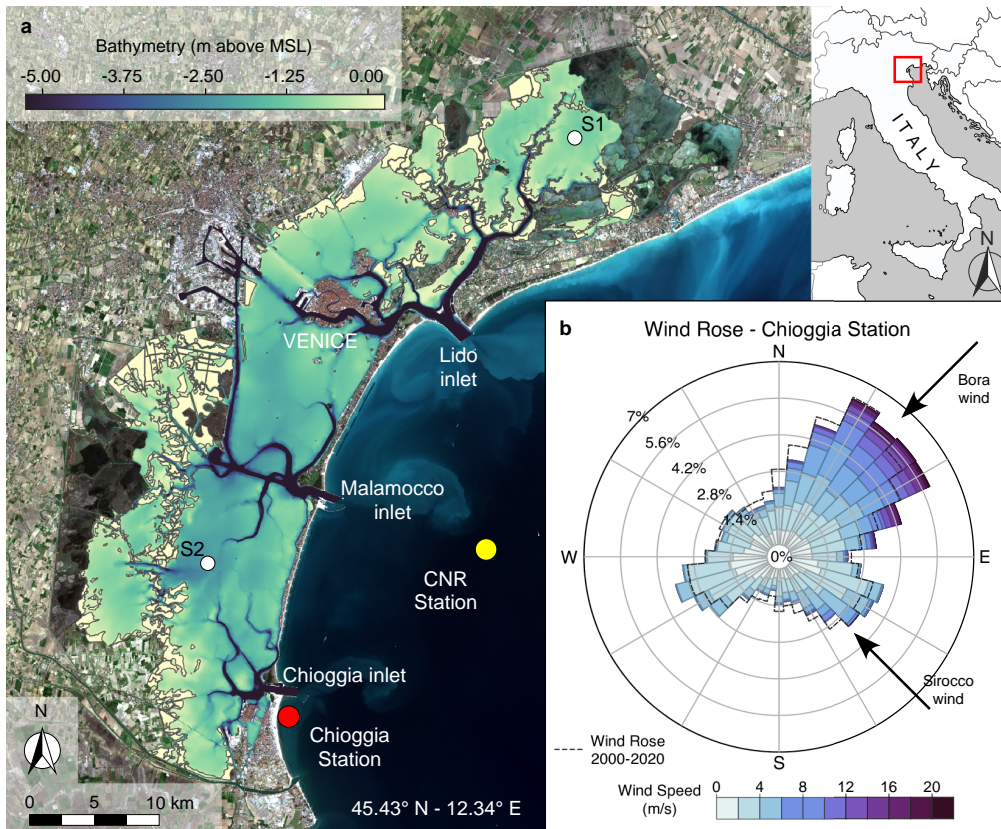 a
Bathymetry (m above MSL)
-5.00 -3.75 -2.50 -1.25 0.00
S1
VENICE
Lido
inlet
Malamocco
inlet
S2
CNR
Station
Chioggia inlet
Chioggia
Station
N
0 5 10 km
45.43° N - 12.34° E
ITALY
N
b Wind Rose - Chioggia Station
N
Bora
wind
7%
5.6%
4.2%
2.8%
1.4%
W 0% E
Sirocco
wind
S
Wind Rose
2000-2020
Wind Speed
(m/s)
0 4 8 12 16 20